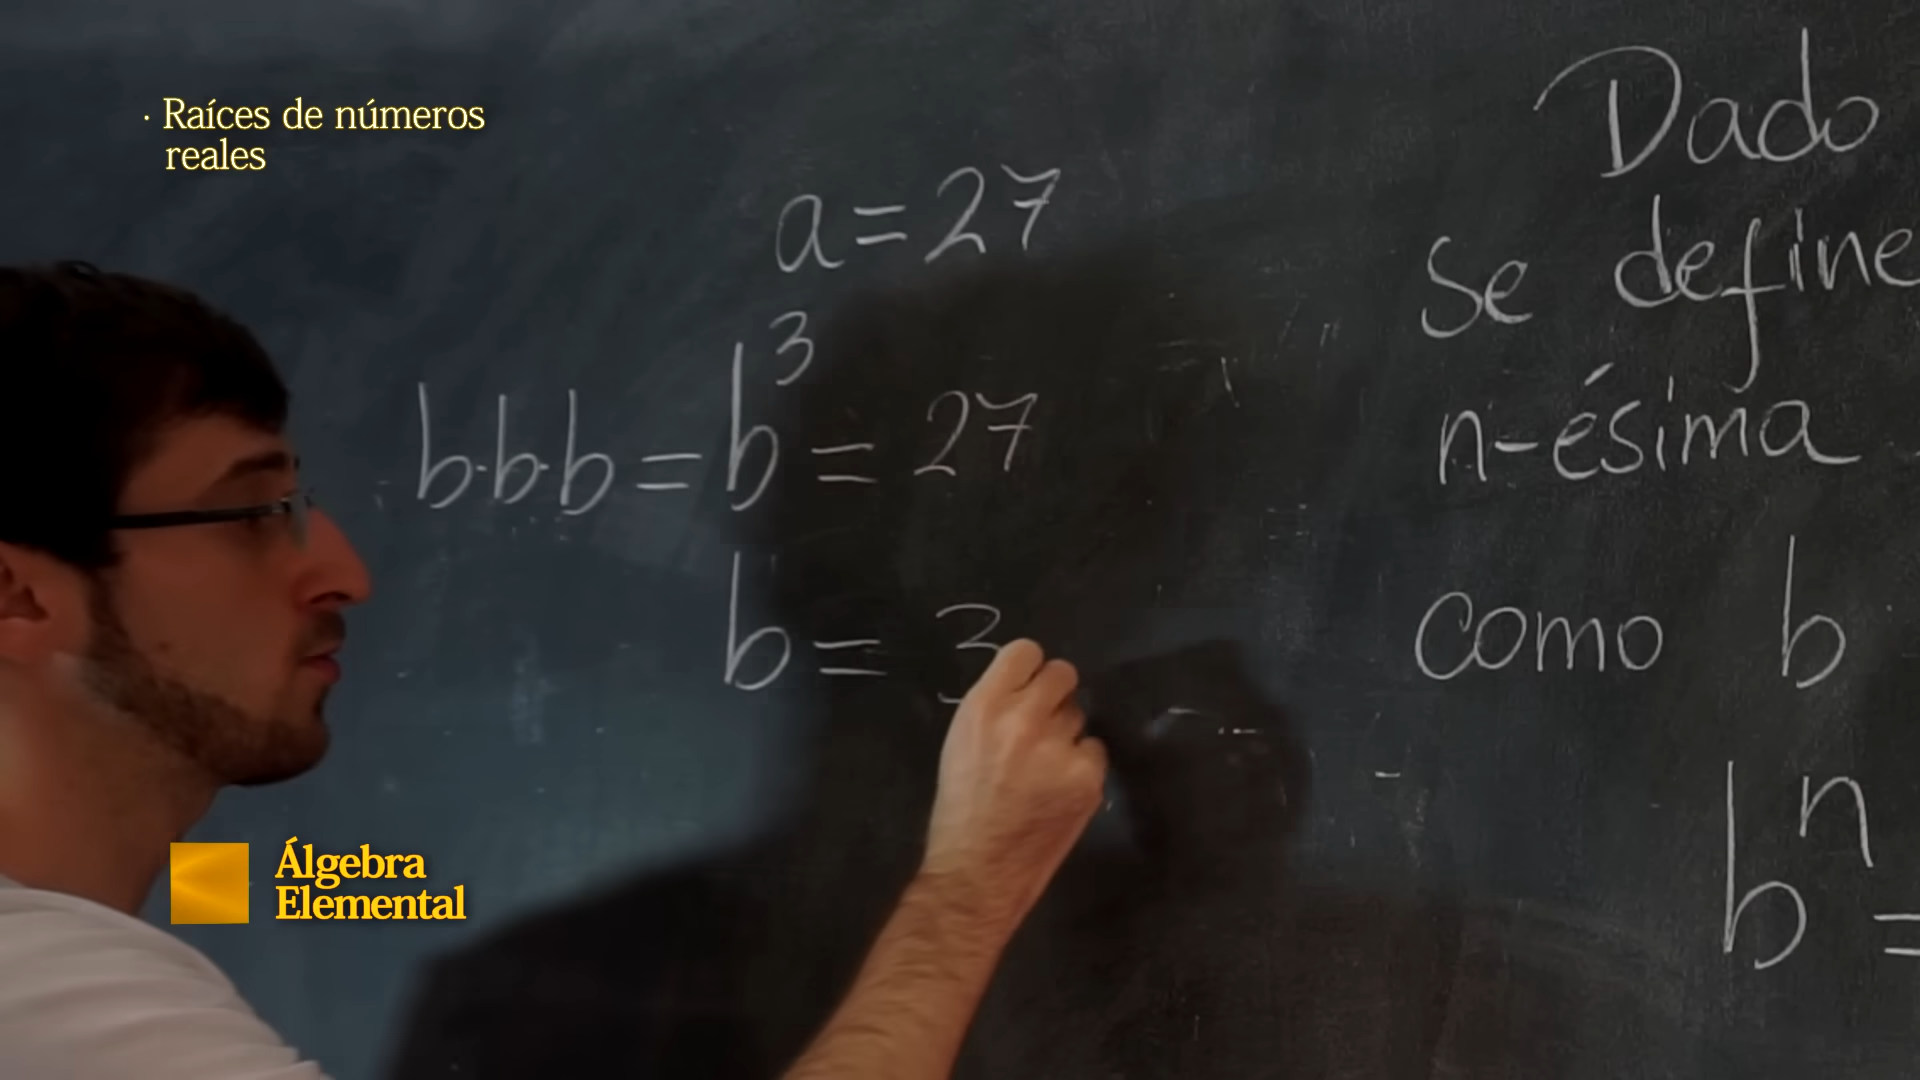 · Raíces de números
reales
a = 27
b·b·b = b³ = 27
b = 3
Dado
Se define
n-ésima
como b
bⁿ =
Álgebra
Elemental